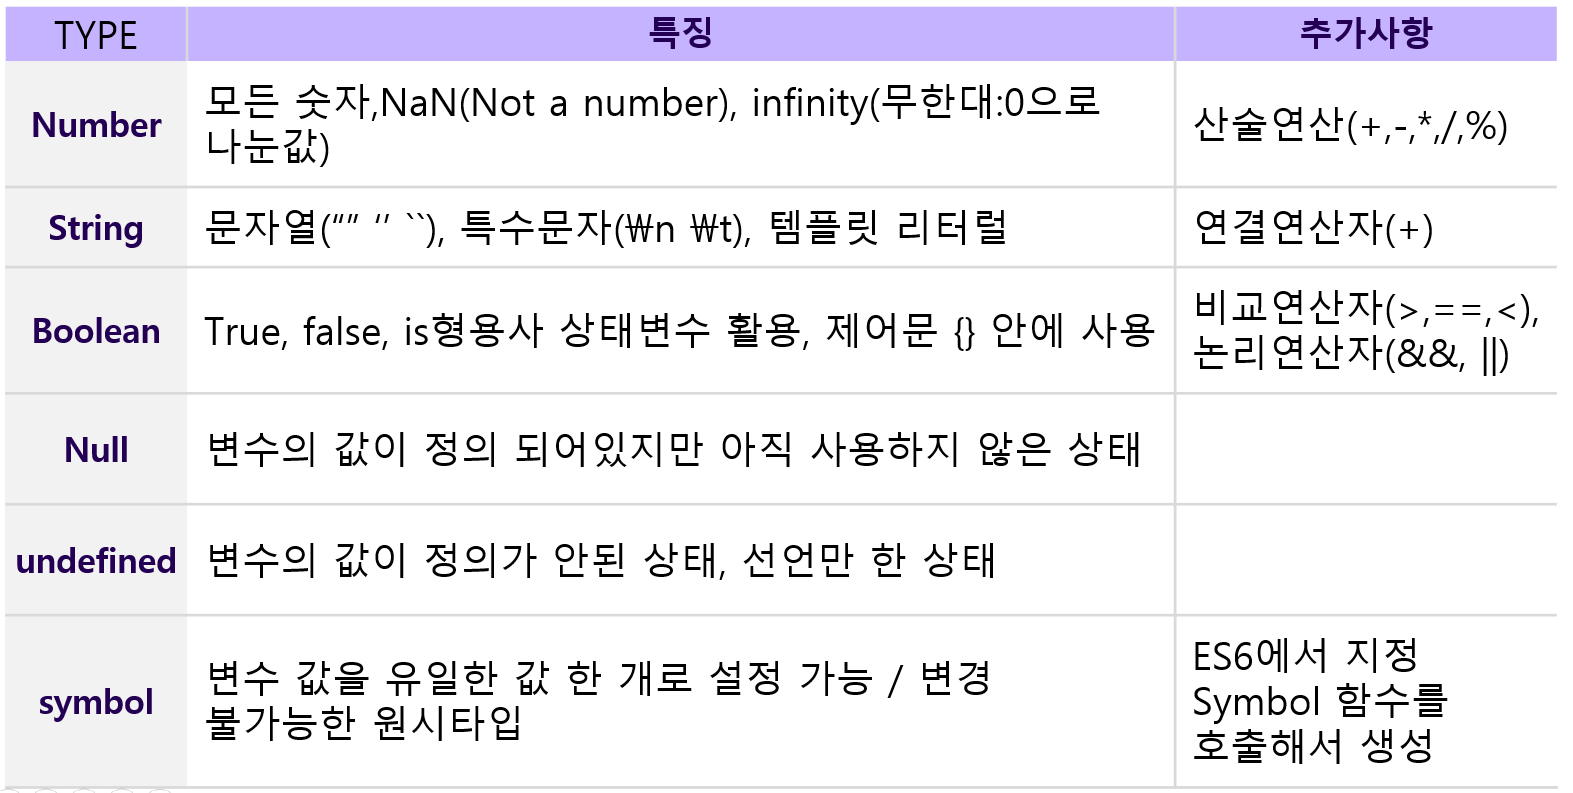 TYPE 특징 추가사항
Number 모든 숫자,NaN(Not a number), infinity(무한대:0으로
나눈값) 산술연산(+,-,*,/,%)
String 문자열(“” ‘’ ``), 특수문자(₩n ₩t), 템플릿 리터럴 연결연산자(+)
Boolean True, false, is형용사 상태변수 활용, 제어문 {} 안에 사용 비교연산자(>,==,<),
논리연산자(&&, ||)
Null 변수의 값이 정의 되어있지만 아직 사용하지 않은 상태
undefined 변수의 값이 정의가 안된 상태, 선언만 한 상태
symbol 변수 값을 유일한 값 한 개로 설정 가능 / 변경
불가능한 원시타입 ES6에서 지정
Symbol 함수를
호출해서 생성